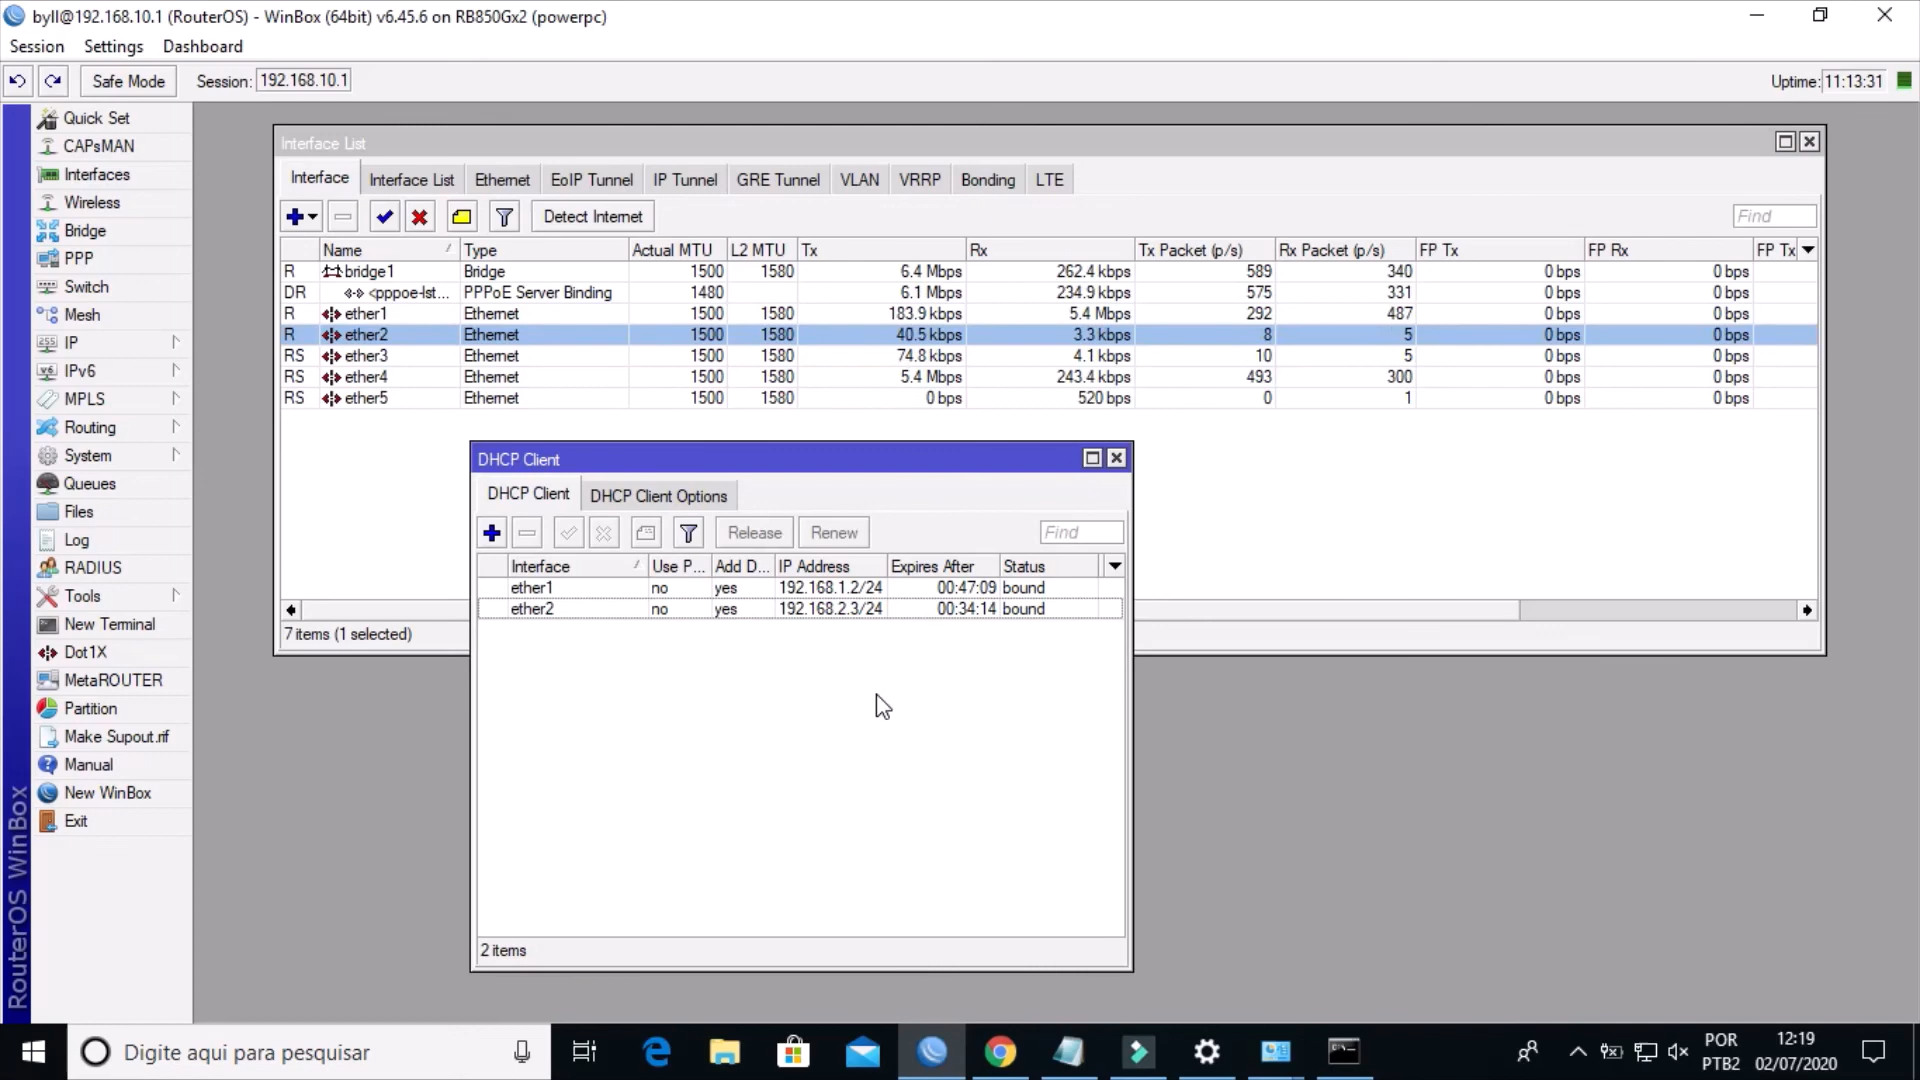 byll@192.168.10.1 (RouterOS) - WinBox (64bit) v6.45.6 on RB850Gx2 (powerpc)
Session Settings Dashboard
Safe Mode Session: 192.168.10.1 Uptime: 11:13:31
Quick Set
CAPsMAN
Interfaces
Wireless
Bridge
PPP
Switch
Mesh
IP
IPv6
MPLS
Routing
System
Queues
Files
Log
RADIUS
Tools
New Terminal
Dot1X
MetaROUTER
Partition
Make Supout.rif
Manual
New WinBox
Exit
RouterOS WinBox
Interface List
Interface Interface List Ethernet EoIP Tunnel IP Tunnel GRE Tunnel VLAN VRRP Bonding LTE
Detect Internet Find
Name Type Actual MTU L2 MTU Tx Rx Tx Packet (p/s) Rx Packet (p/s) FP Tx FP Rx FP Tx
R bridge1 Bridge 1500 1580 6.4 Mbps 262.4 kbps 589 340 0 bps 0 bps
DR <pppoe-lst... PPPoE Server Binding 1480 6.1 Mbps 234.9 kbps 575 331 0 bps 0 bps
R ether1 Ethernet 1500 1580 183.9 kbps 5.4 Mbps 292 487 0 bps 0 bps
R ether2 Ethernet 1500 1580 40.5 kbps 3.3 kbps 8 5 0 bps 0 bps
RS ether3 Ethernet 1500 1580 74.8 kbps 4.1 kbps 10 5 0 bps 0 bps
RS ether4 Ethernet 1500 1580 5.4 Mbps 243.4 kbps 493 300 0 bps 0 bps
RS ether5 Ethernet 1500 1580 0 bps 520 bps 0 1 0 bps 0 bps
7 items (1 selected)
DHCP Client
DHCP Client DHCP Client Options
Release Renew Find
Interface Use P... Add D... IP Address Expires After Status
ether1 no yes 192.168.1.2/24 00:47:09 bound
ether2 no yes 192.168.2.3/24 00:34:14 bound
2 items
Digite aqui para pesquisar
POR
PTB2
12:19
02/07/2020